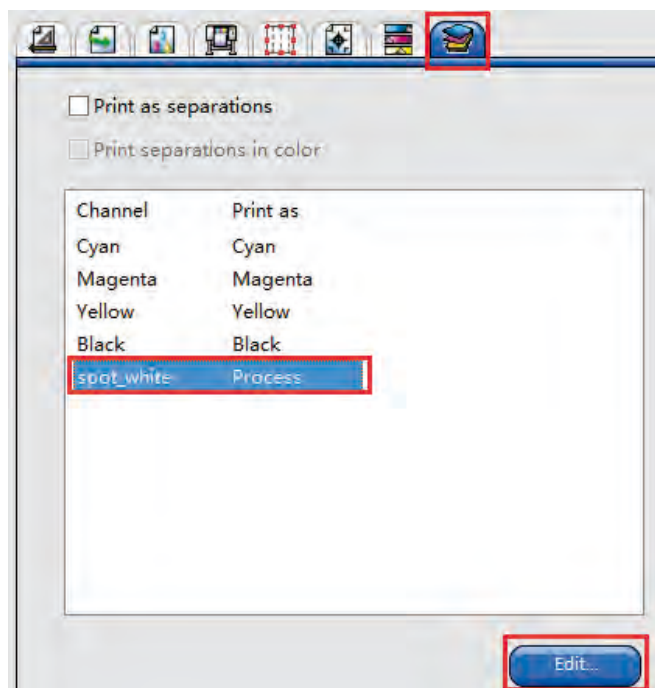 Print as separations
Print separations in color
Channel Print as
Cyan Cyan
Magenta Magenta
Yellow Yellow
Black Black
spot_white Process
Edit...